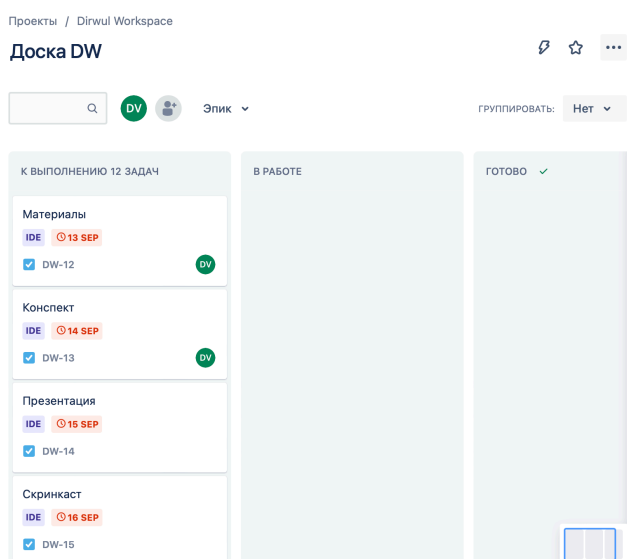 Проекты / Dirwul Workspace
Доска DW
DV Эпик ГРУППИРОВАТЬ: Нет
К ВЫПОЛНЕНИЮ 12 ЗАДАЧ
В РАБОТЕ
ГОТОВО
Материалы
IDE 13 SEP
DW-12 DV
Конспект
IDE 14 SEP
DW-13 DV
Презентация
IDE 15 SEP
DW-14
Скринкаст
IDE 16 SEP
DW-15